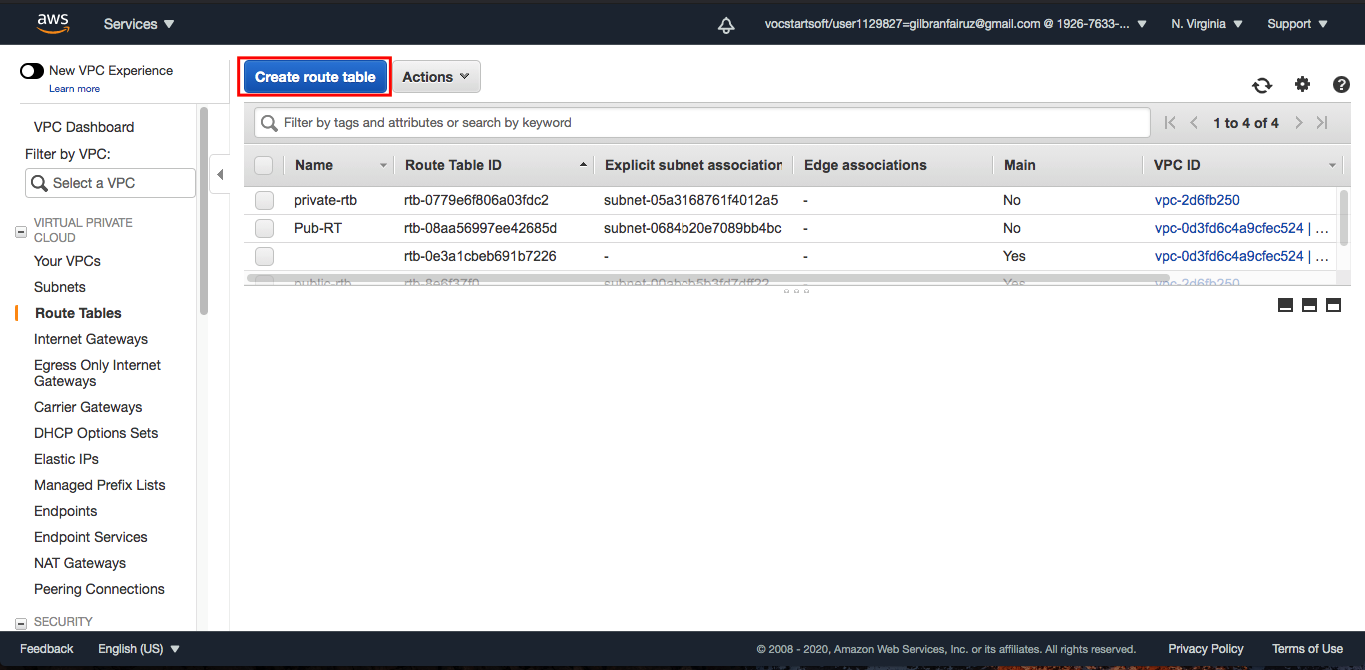 aws
Services
vocstartsoft/user1129827=gilbranfairuz@gmail.com @ 1926-7633-...
N. Virginia
Support
New VPC Experience
Learn more
Create route table
Actions
VPC Dashboard
Filter by VPC:
Select a VPC
VIRTUAL PRIVATE
CLOUD
Your VPCs
Subnets
Route Tables
Internet Gateways
Egress Only Internet
Gateways
Carrier Gateways
DHCP Options Sets
Elastic IPs
Managed Prefix Lists
Endpoints
Endpoint Services
NAT Gateways
Peering Connections
SECURITY
Filter by tags and attributes or search by keyword
1 to 4 of 4
Name Route Table ID Explicit subnet association Edge associations Main VPC ID
private-rtb rtb-0779e6f806a03fdc2 subnet-05a3168761f4012a5 - No vpc-2d6fb250
Pub-RT rtb-08aa56997ee42685d subnet-0684b20e7089bb4bc - No vpc-0d3fd6c4a9cfec524 | ...
rtb-0e3a1cbeb691b7226 - - Yes vpc-0d3fd6c4a9cfec524 | ...
public-rtb rtb-8e6f37f0 subnet-00abcb5b3fd7dff22 Yes vpc-2d6fb250
Feedback
English (US)
© 2008 - 2020, Amazon Web Services, Inc. or its affiliates. All rights reserved.
Privacy Policy
Terms of Use